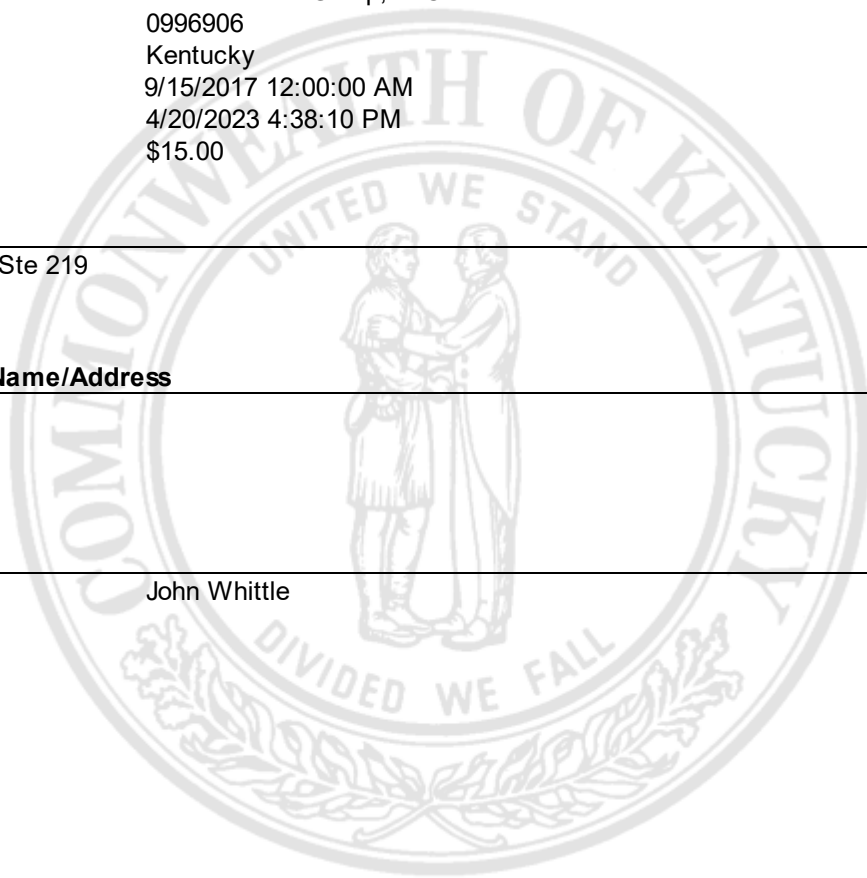 0996906
Kentucky
9/15/2017 12:00:00 AM
4/20/2023 4:38:10 PM
$15.00
Ste 219
Name/Address
John Whittle
COMMONWEALTH OF KENTUCKY
UNITED WE STAND
DIVIDED WE FALL